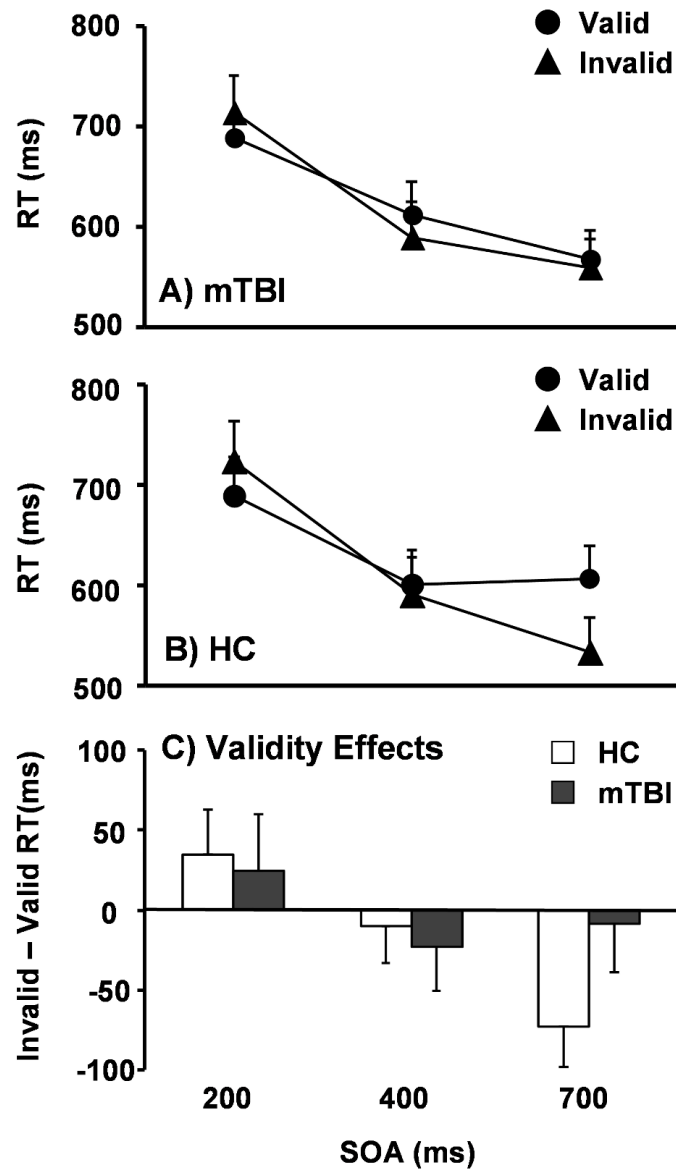 800
Valid
Invalid
700
RT (ms)
600
A) mTBI
500
800
Valid
Invalid
700
RT (ms)
600
B) HC
500
100
C) Validity Effects
HC
mTBI
50
Invalid – Valid RT(ms)
0
-50
-100
200 400 700
SOA (ms)